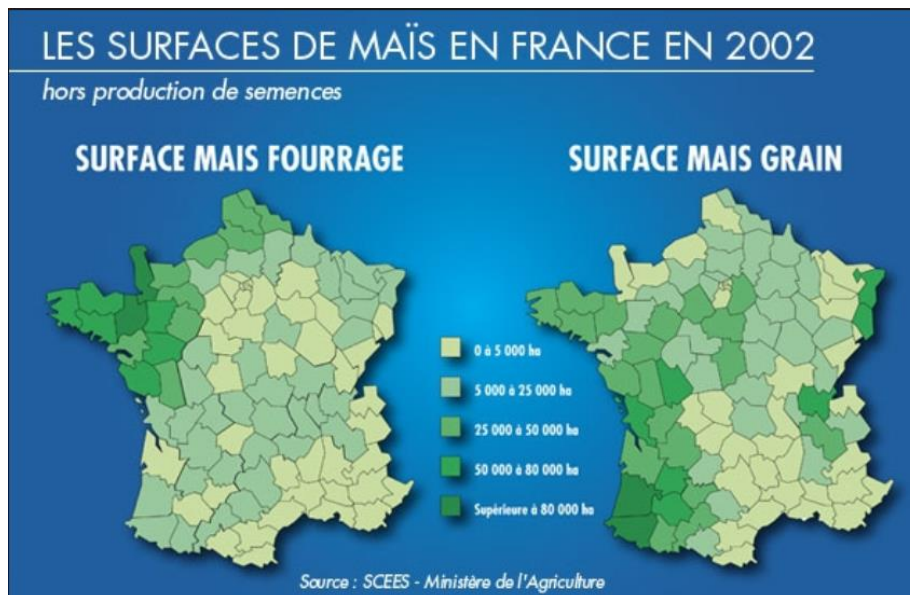 LES SURFACES DE MAÏS EN FRANCE EN 2002
hors production de semences
SURFACE MAIS FOURRAGE
SURFACE MAIS GRAIN
0 à 5 000 ha
5 000 à 25 000 ha
25 000 à 50 000 ha
50 000 à 80 000 ha
Supérieure à 80 000 ha
Source : SCEES - Ministère de l'Agriculture